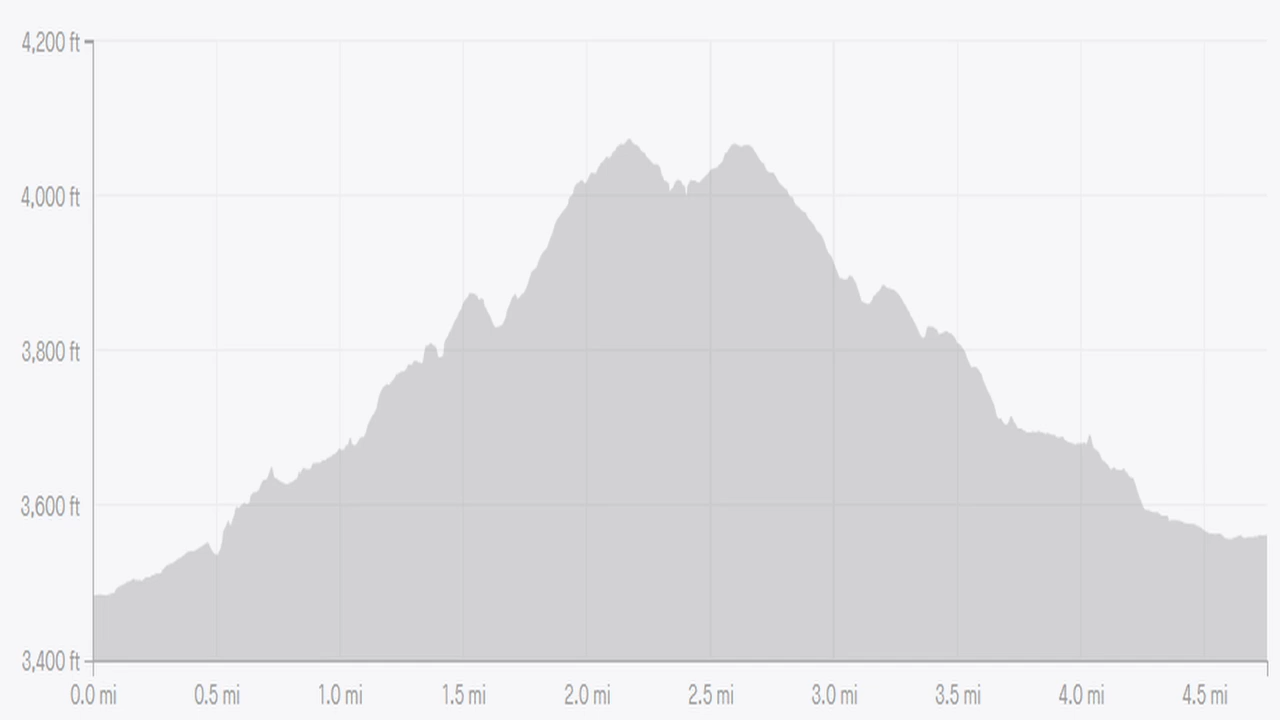 4,200 ft
4,000 ft
3,800 ft
3,600 ft
3,400 ft
0.0 mi 0.5 mi 1.0 mi 1.5 mi 2.0 mi 2.5 mi 3.0 mi 3.5 mi 4.0 mi 4.5 mi